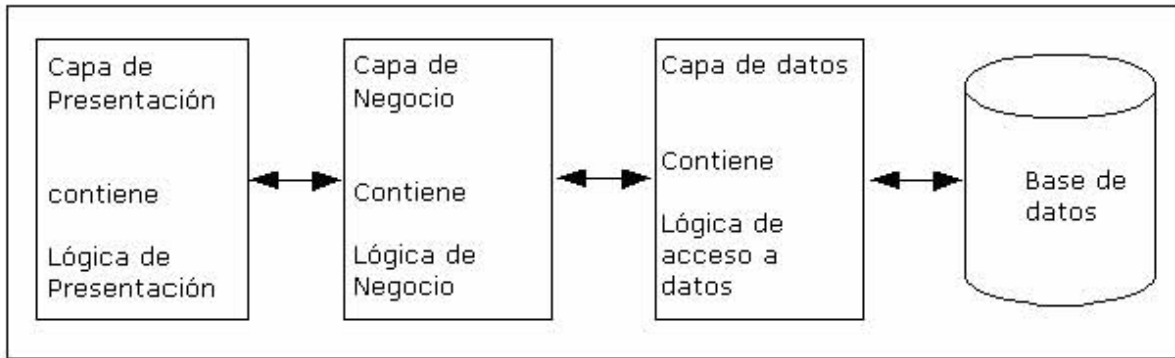 Capa de
Presentación
contiene
Lógica de
Presentación
Capa de
Negocio
Contiene
Lógica de
Negocio
Capa de datos
Contiene
Lógica de
acceso a
datos
Base de
datos